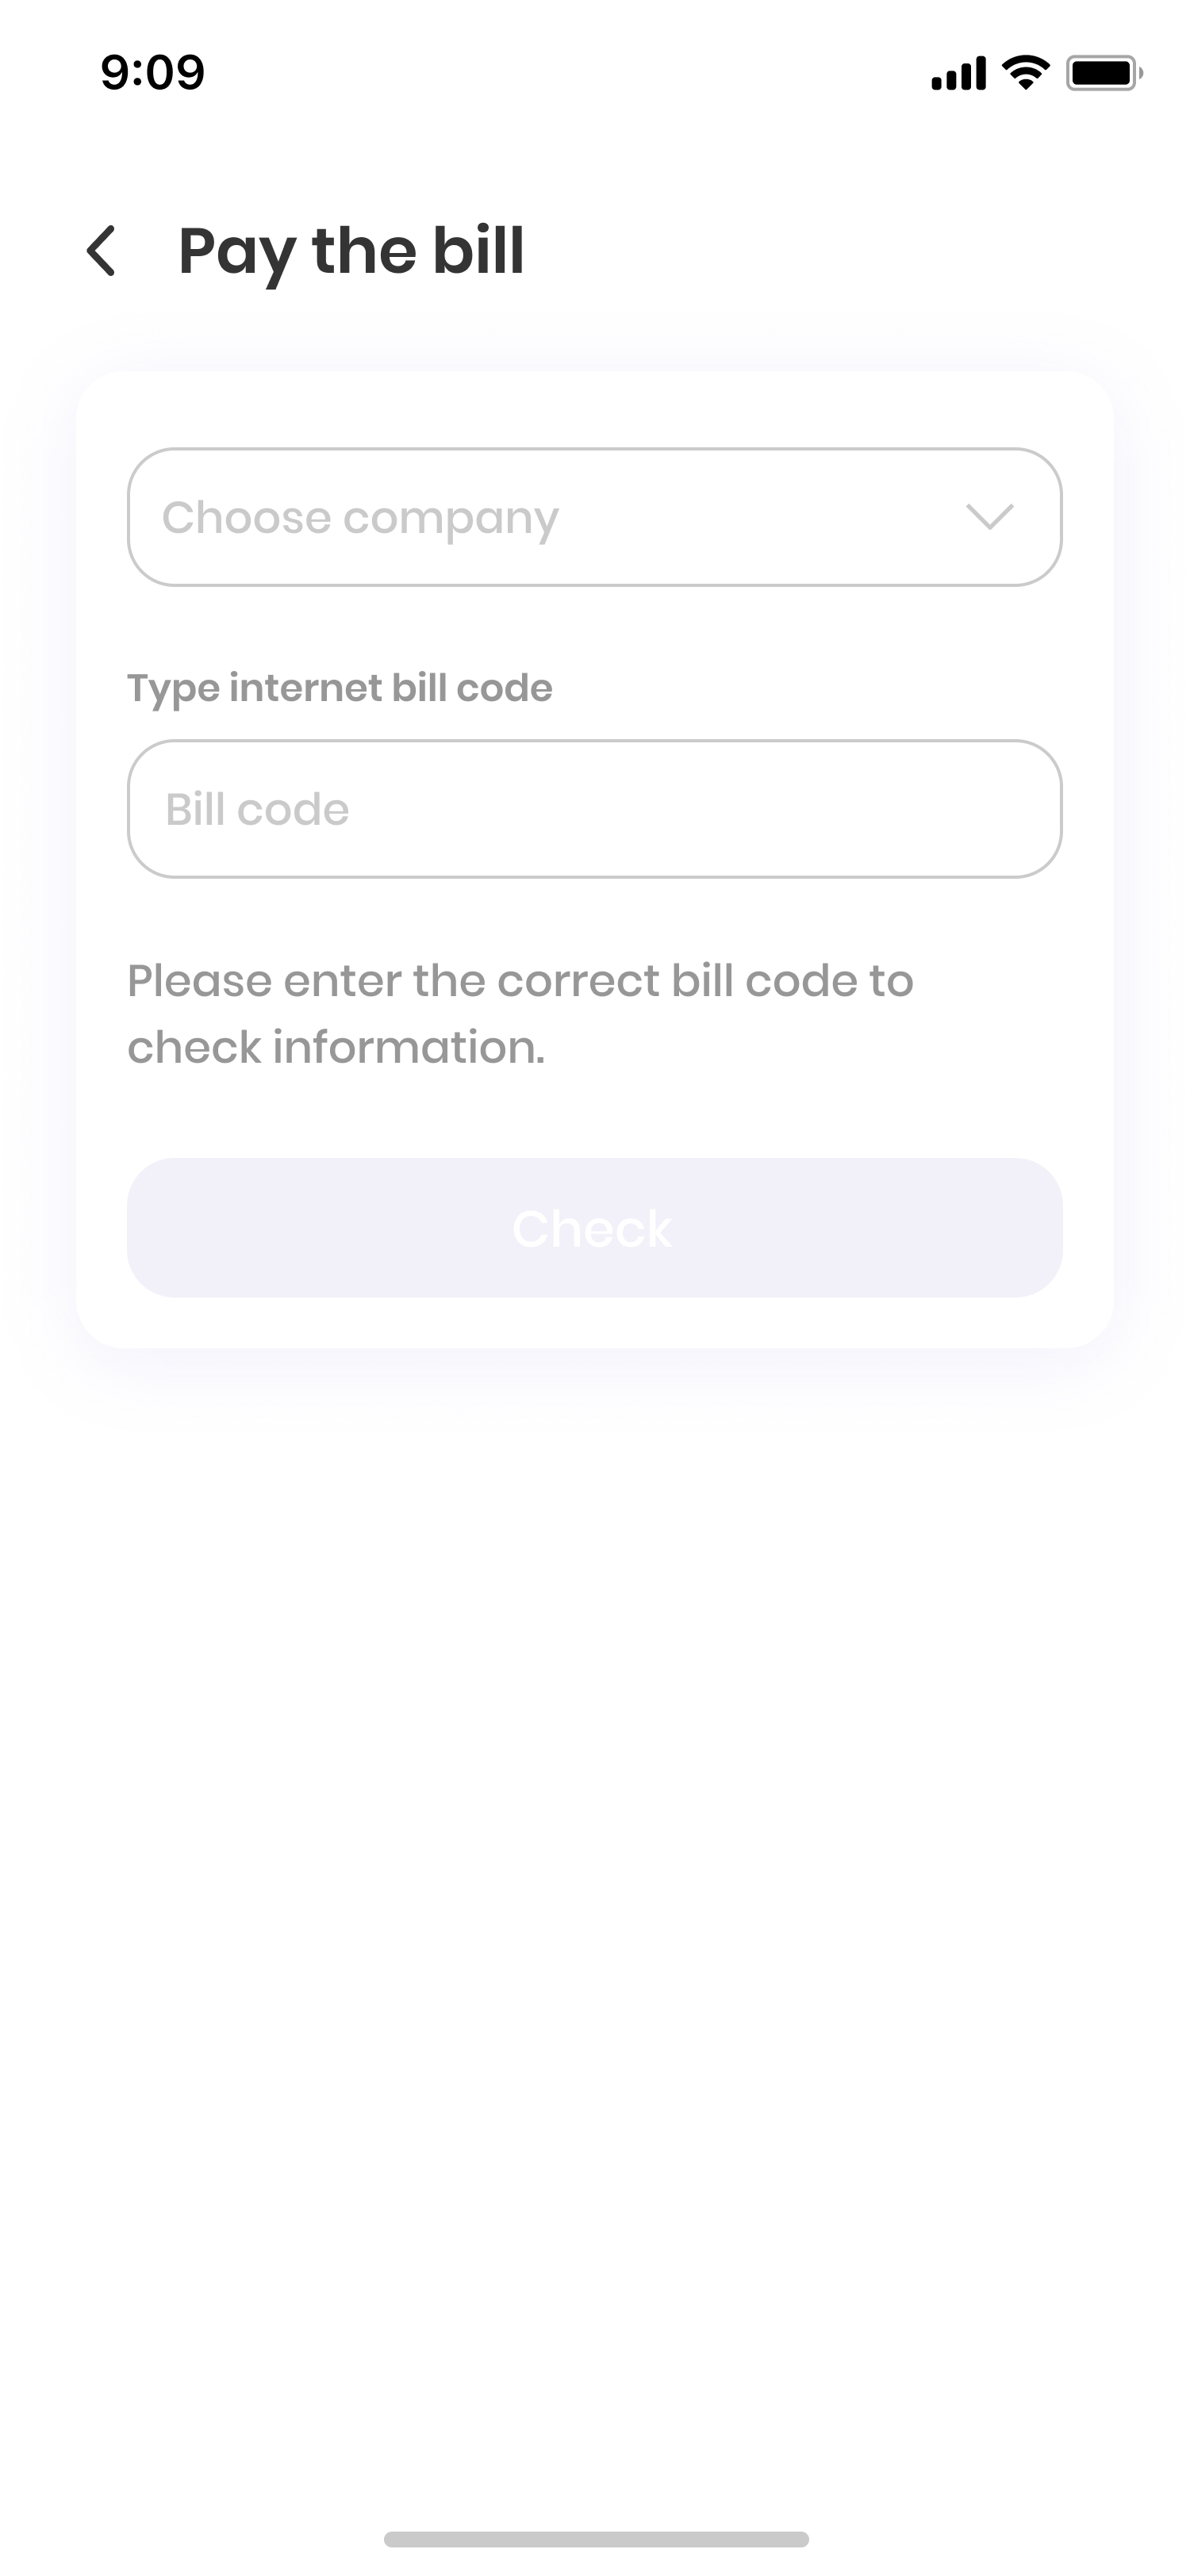 9:09
Pay the bill
Choose company
Type internet bill code
Bill code
Please enter the correct bill code to
check information.
Check